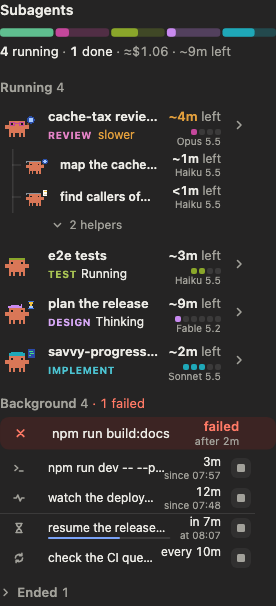 Subagents
4 running · 1 done · ≈$1.06 · ~9m left
Running 4
cache-tax revie... ~4m left
REVIEW slower Opus 5.5
map the cache... ~1m left
Haiku 5.5
find callers of... <1m left
Haiku 5.5
2 helpers
e2e tests ~3m left
TEST Running Haiku 5.5
plan the release ~9m left
DESIGN Thinking Fable 5.2
savvy-progress... ~2m left
IMPLEMENT Sonnet 5.5
Background 4 · 1 failed
npm run build:docs failed
after 2m
npm run dev -- --p... 3m
since 07:57
watch the deploy... 12m
since 07:48
resume the release... in 7m
at 08:07
check the CI que... every 10m
Ended 1